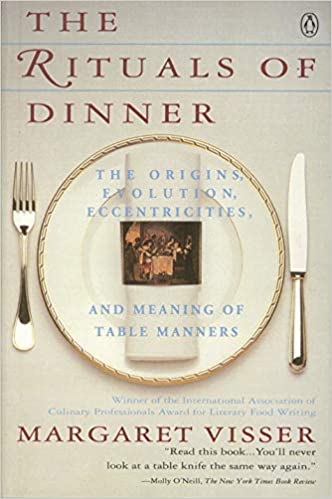 THE
RITUALS OF
DINNER
THE ORIGINS,
EVOLUTION,
ECCENTRICITIES,
AND MEANING OF
TABLE MANNERS
Winner of the International Association of
Culinary Professionals Award for Literary Food Writing
MARGARET VISSER
"Read this book...You'll never
look at a table knife the same way again."
—Molly O'Neill, The New York Times Book Review